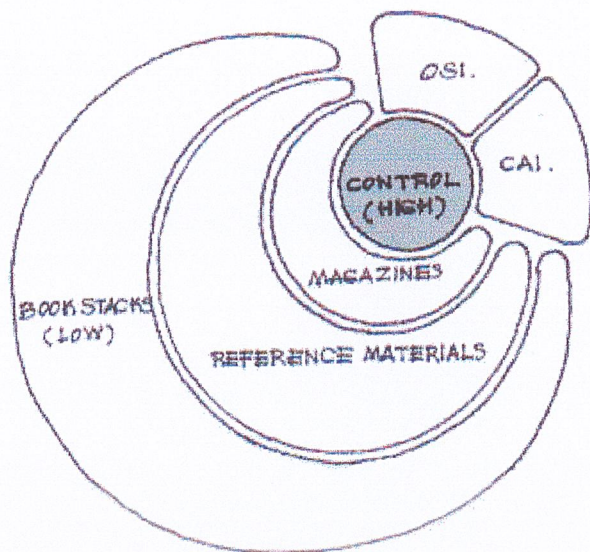 OSI.
CAI.
CONTROL
(HIGH)
MAGAZINES
BOOK STACKS
(LOW)
REFERENCE MATERIALS